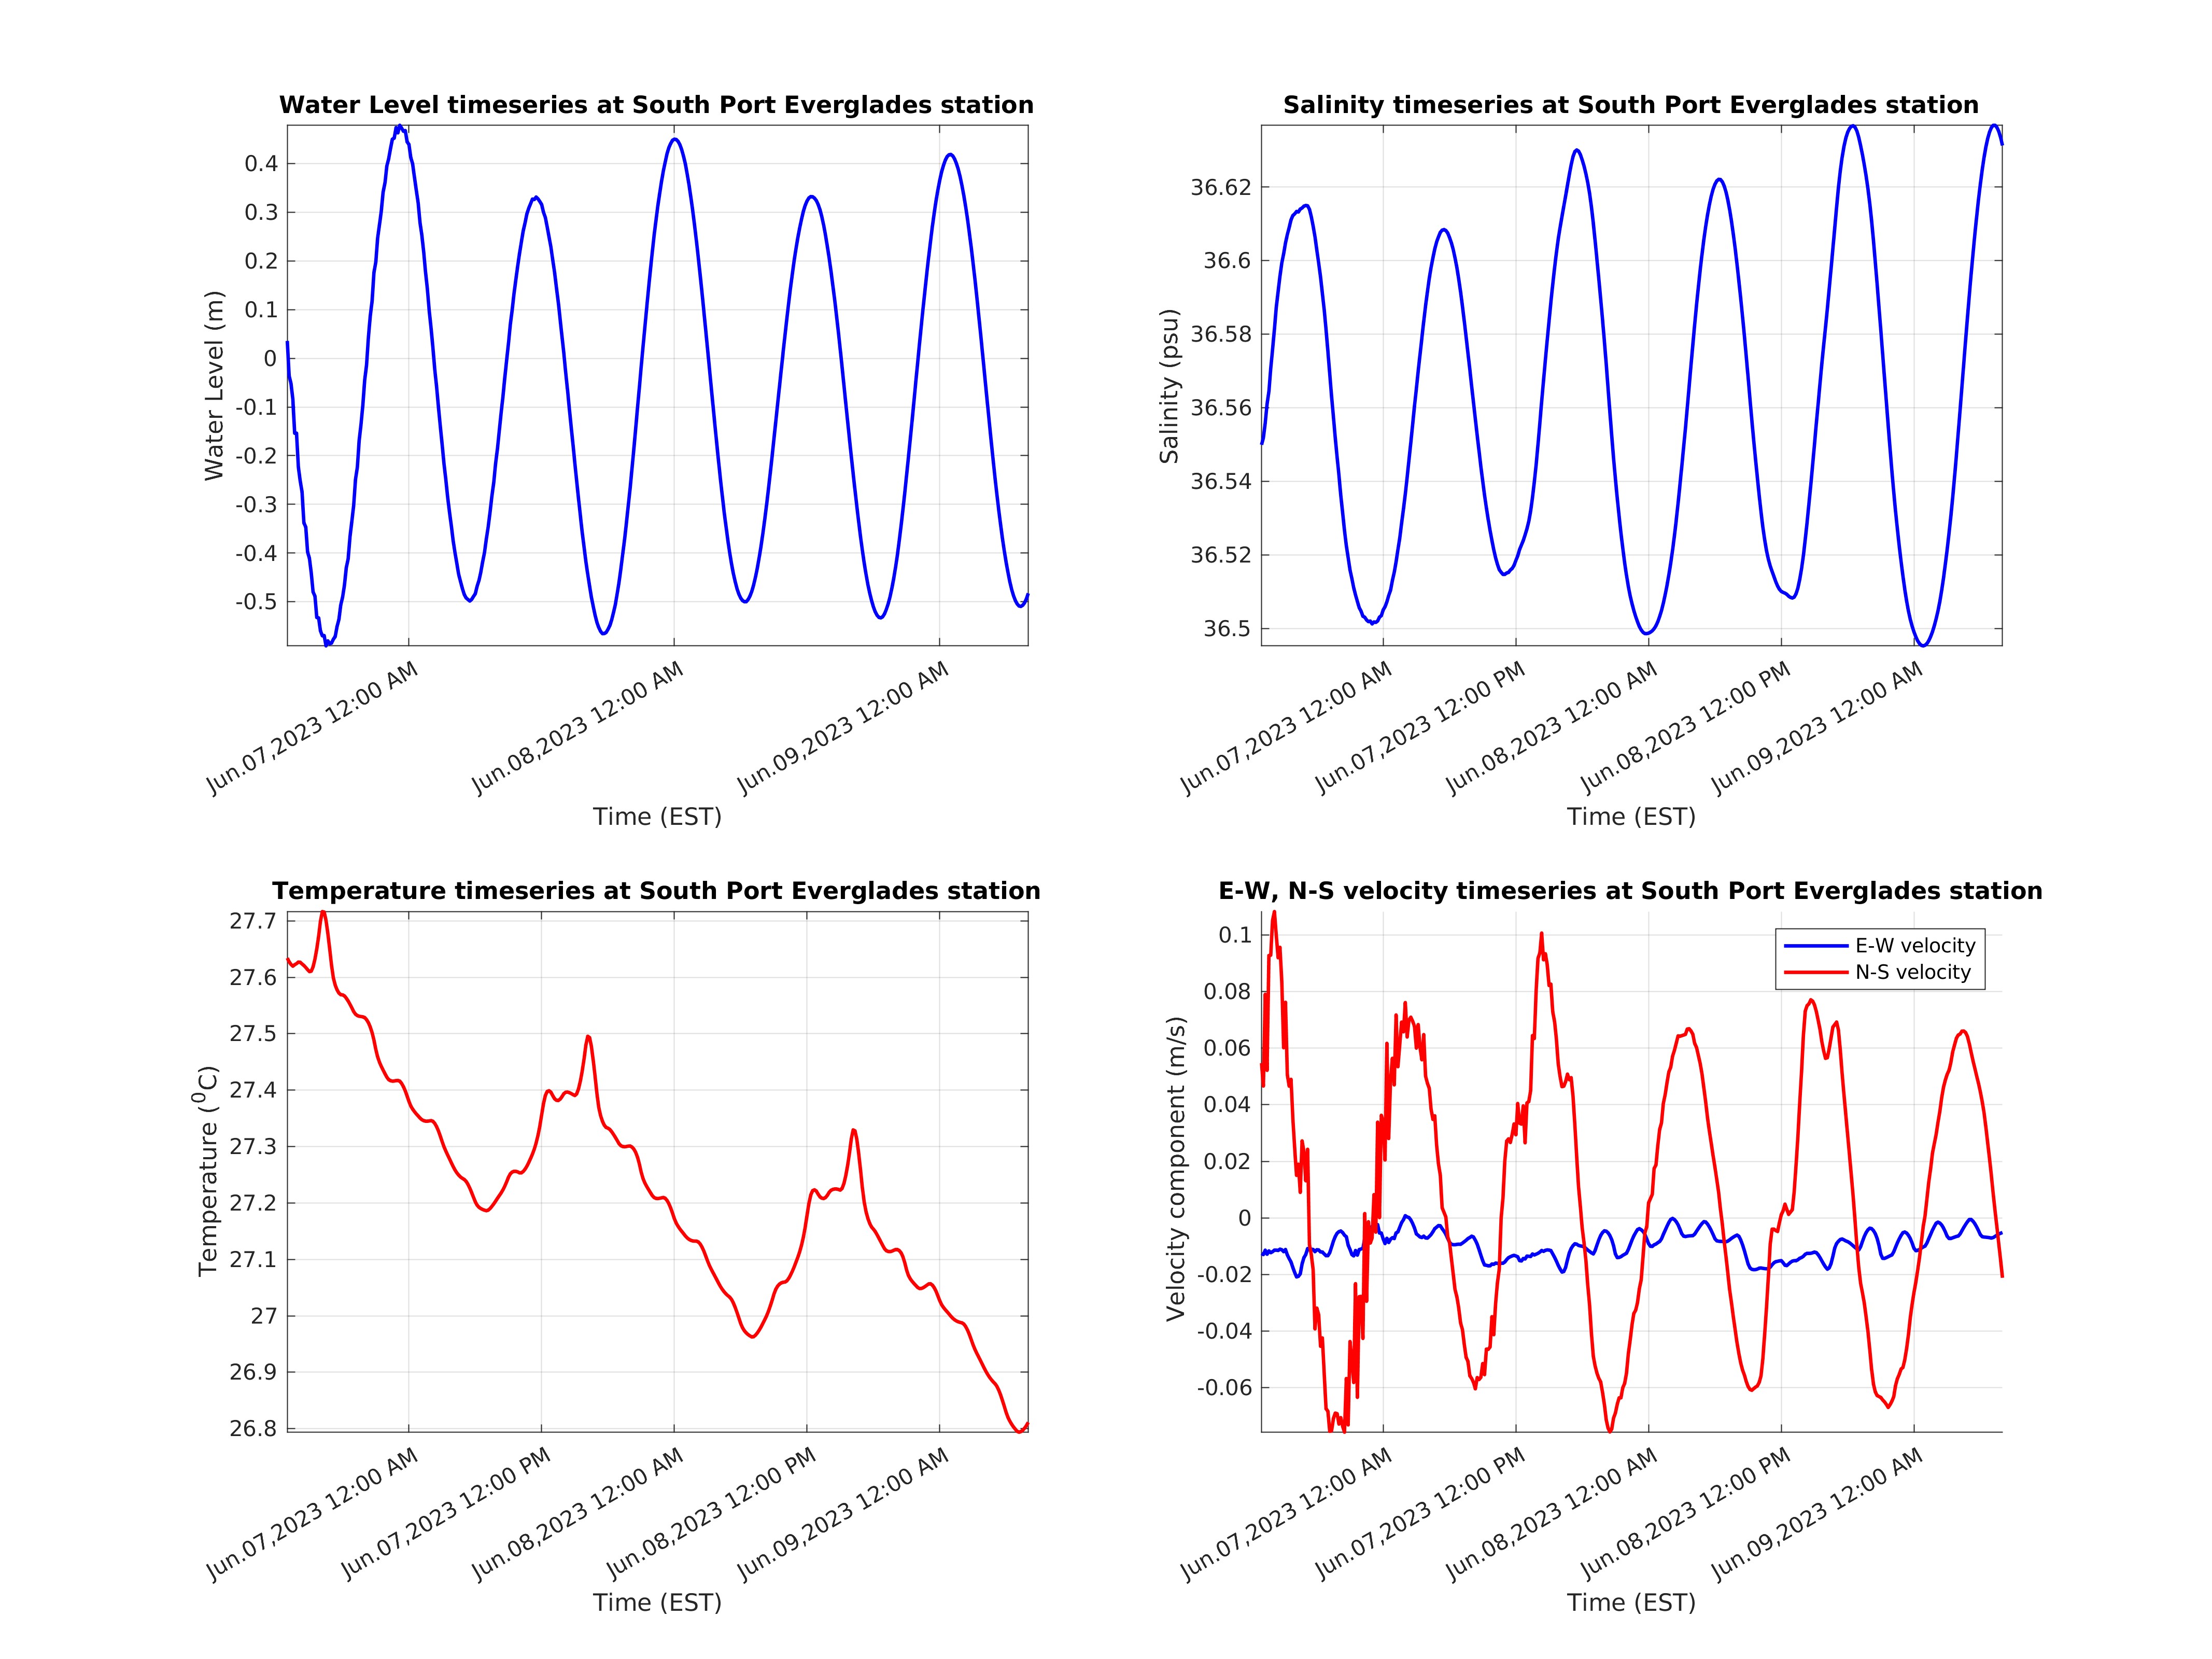 Water Level timeseries at South Port Everglades station
Water Level (m)
0.4
0.3
0.2
0.1
0
-0.1
-0.2
-0.3
-0.4
-0.5
Jun.07,2023 12:00 AM
Jun.08,2023 12:00 AM
Jun.09,2023 12:00 AM
Time (EST)
Salinity timeseries at South Port Everglades station
Salinity (psu)
36.62
36.6
36.58
36.56
36.54
36.52
36.5
Jun.07,2023 12:00 AM
Jun.07,2023 12:00 PM
Jun.08,2023 12:00 AM
Jun.08,2023 12:00 PM
Jun.09,2023 12:00 AM
Time (EST)
Temperature timeseries at South Port Everglades station
Temperature (⁰C)
27.7
27.6
27.5
27.4
27.3
27.2
27.1
27
26.9
26.8
Jun.07,2023 12:00 AM
Jun.07,2023 12:00 PM
Jun.08,2023 12:00 AM
Jun.08,2023 12:00 PM
Jun.09,2023 12:00 AM
Time (EST)
E-W, N-S velocity timeseries at South Port Everglades station
Velocity component (m/s)
0.1
0.08
0.06
0.04
0.02
0
-0.02
-0.04
-0.06
E-W velocity
N-S velocity
Jun.07,2023 12:00 AM
Jun.07,2023 12:00 PM
Jun.08,2023 12:00 AM
Jun.08,2023 12:00 PM
Jun.09,2023 12:00 AM
Time (EST)